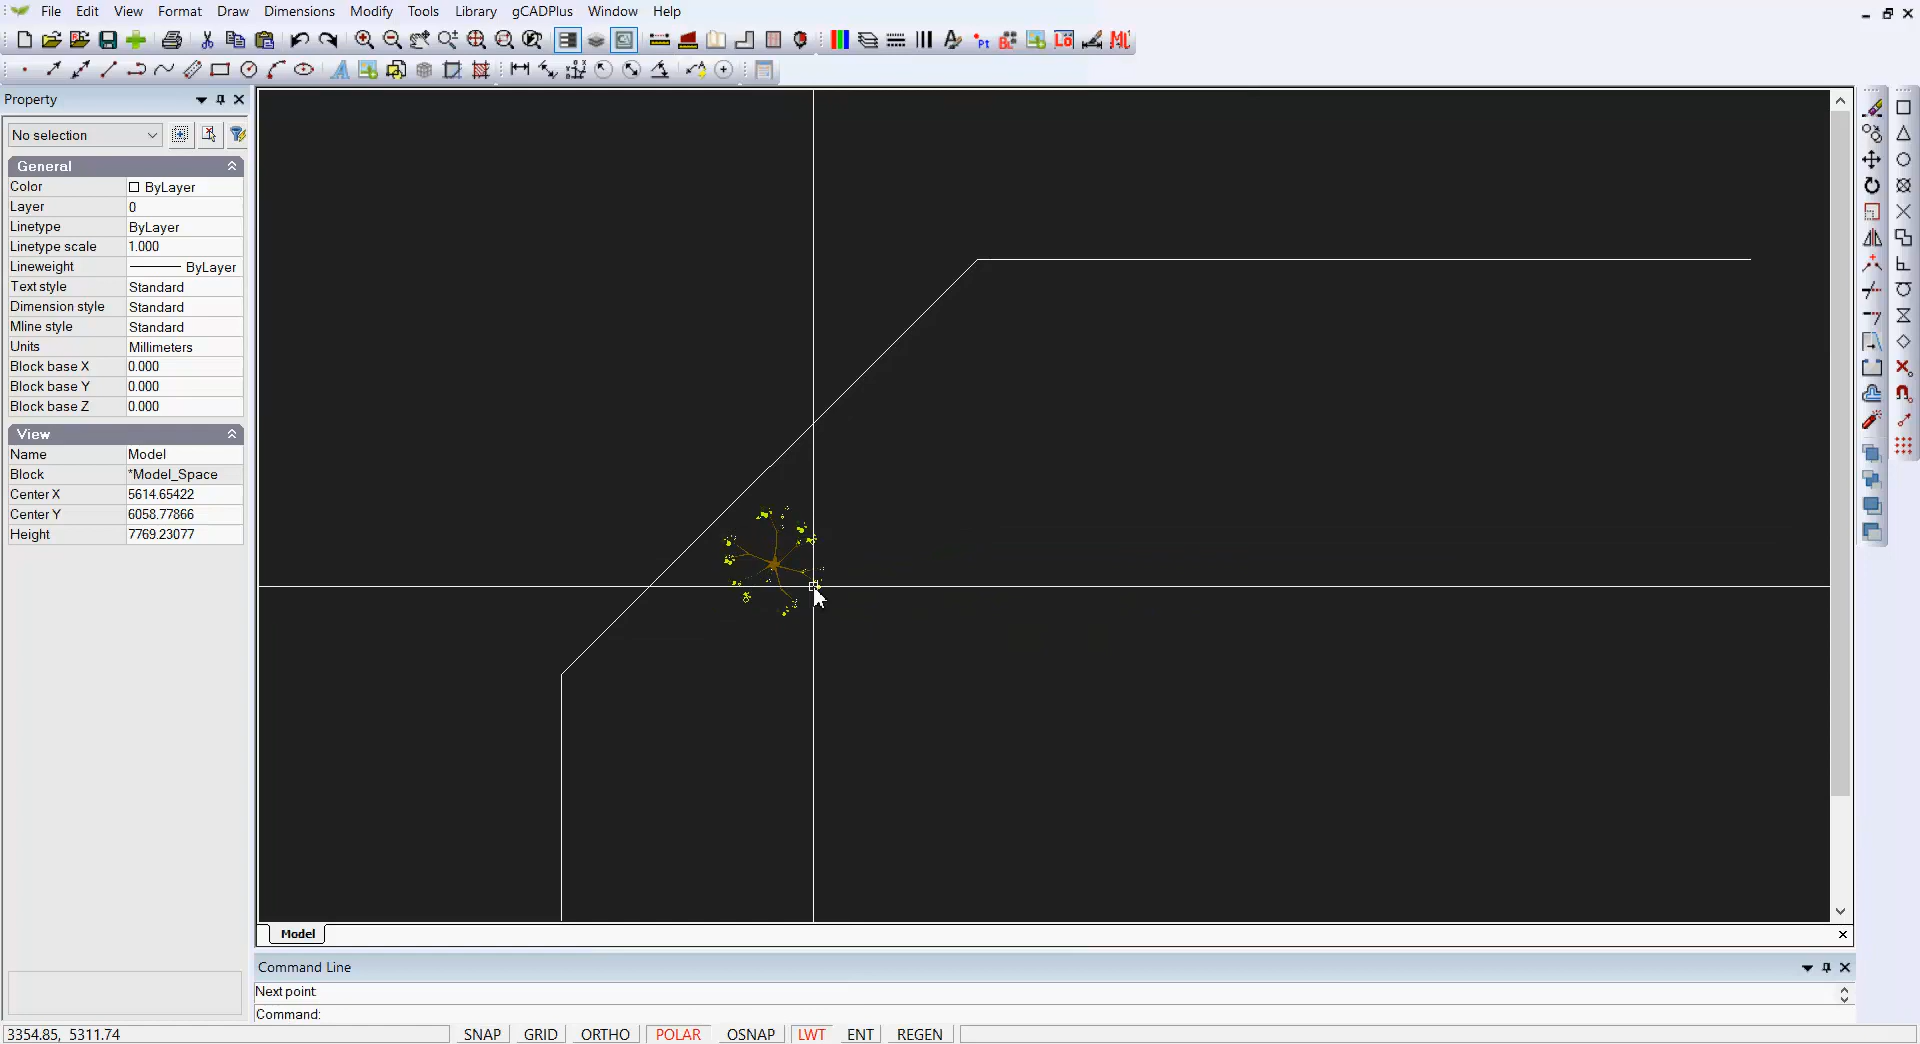 File Edit View Format Draw Dimensions Modify Tools Library gCADPlus Window Help
Pt
Property
No selection
General
Color ByLayer
Layer 0
Linetype ByLayer
Linetype scale 1.000
Lineweight ByLayer
Text style Standard
Dimension style Standard
Mline style Standard
Units Millimeters
Block base X 0.000
Block base Y 0.000
Block base Z 0.000
View
Name Model
Block *Model_Space
Center X 5614.65422
Center Y 6058.77866
Height 7769.23077
Model
Command Line
Next point
Command:
3354.85, 5311.74 SNAP GRID ORTHO POLAR OSNAP LWT ENT REGEN